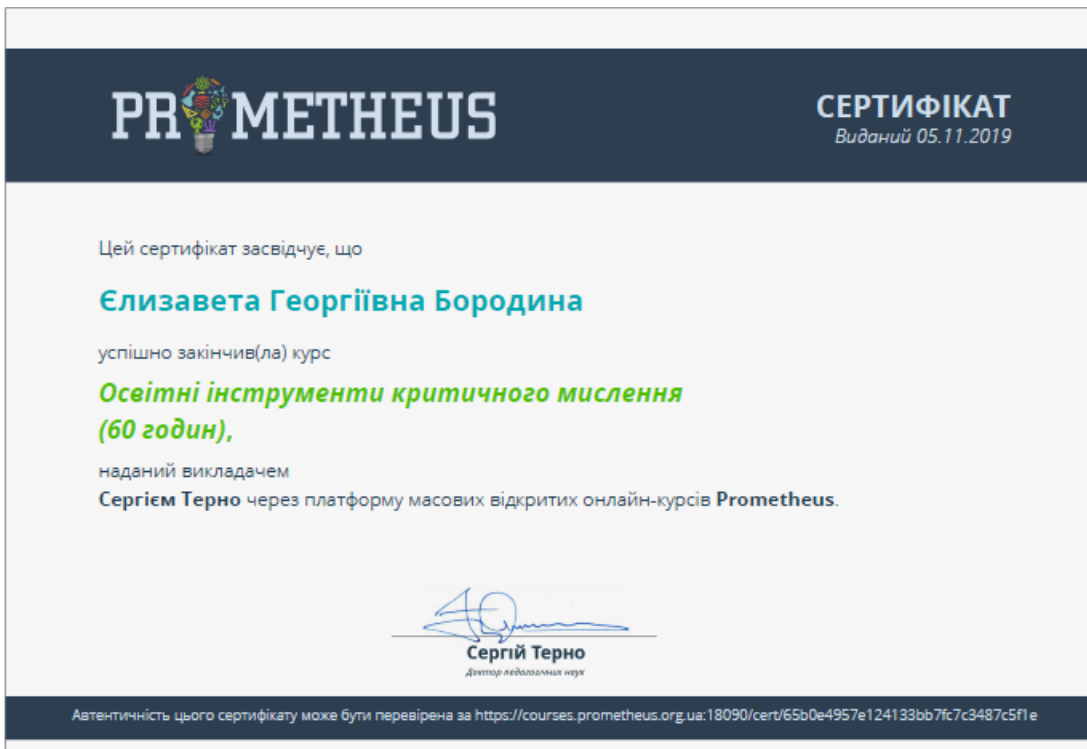 PROMETHEUS
СЕРТИФІКАТ
Виданий 05.11.2019
Цей сертифікат засвідчує, що
Єлизавета Георгіївна Бородина
успішно закінчив(ла) курс
Освітні інструменти критичного мислення
(60 годин),
наданий викладачем
Сергієм Терно через платформу масових відкритих онлайн-курсів Prometheus.
Сергій Терно
Доктор педагогічних наук
Автентичність цього сертифікату може бути перевірена за https://courses.prometheus.org.ua:18090/cert/65b0e4957e124133bb7fc7c3487c5f1e